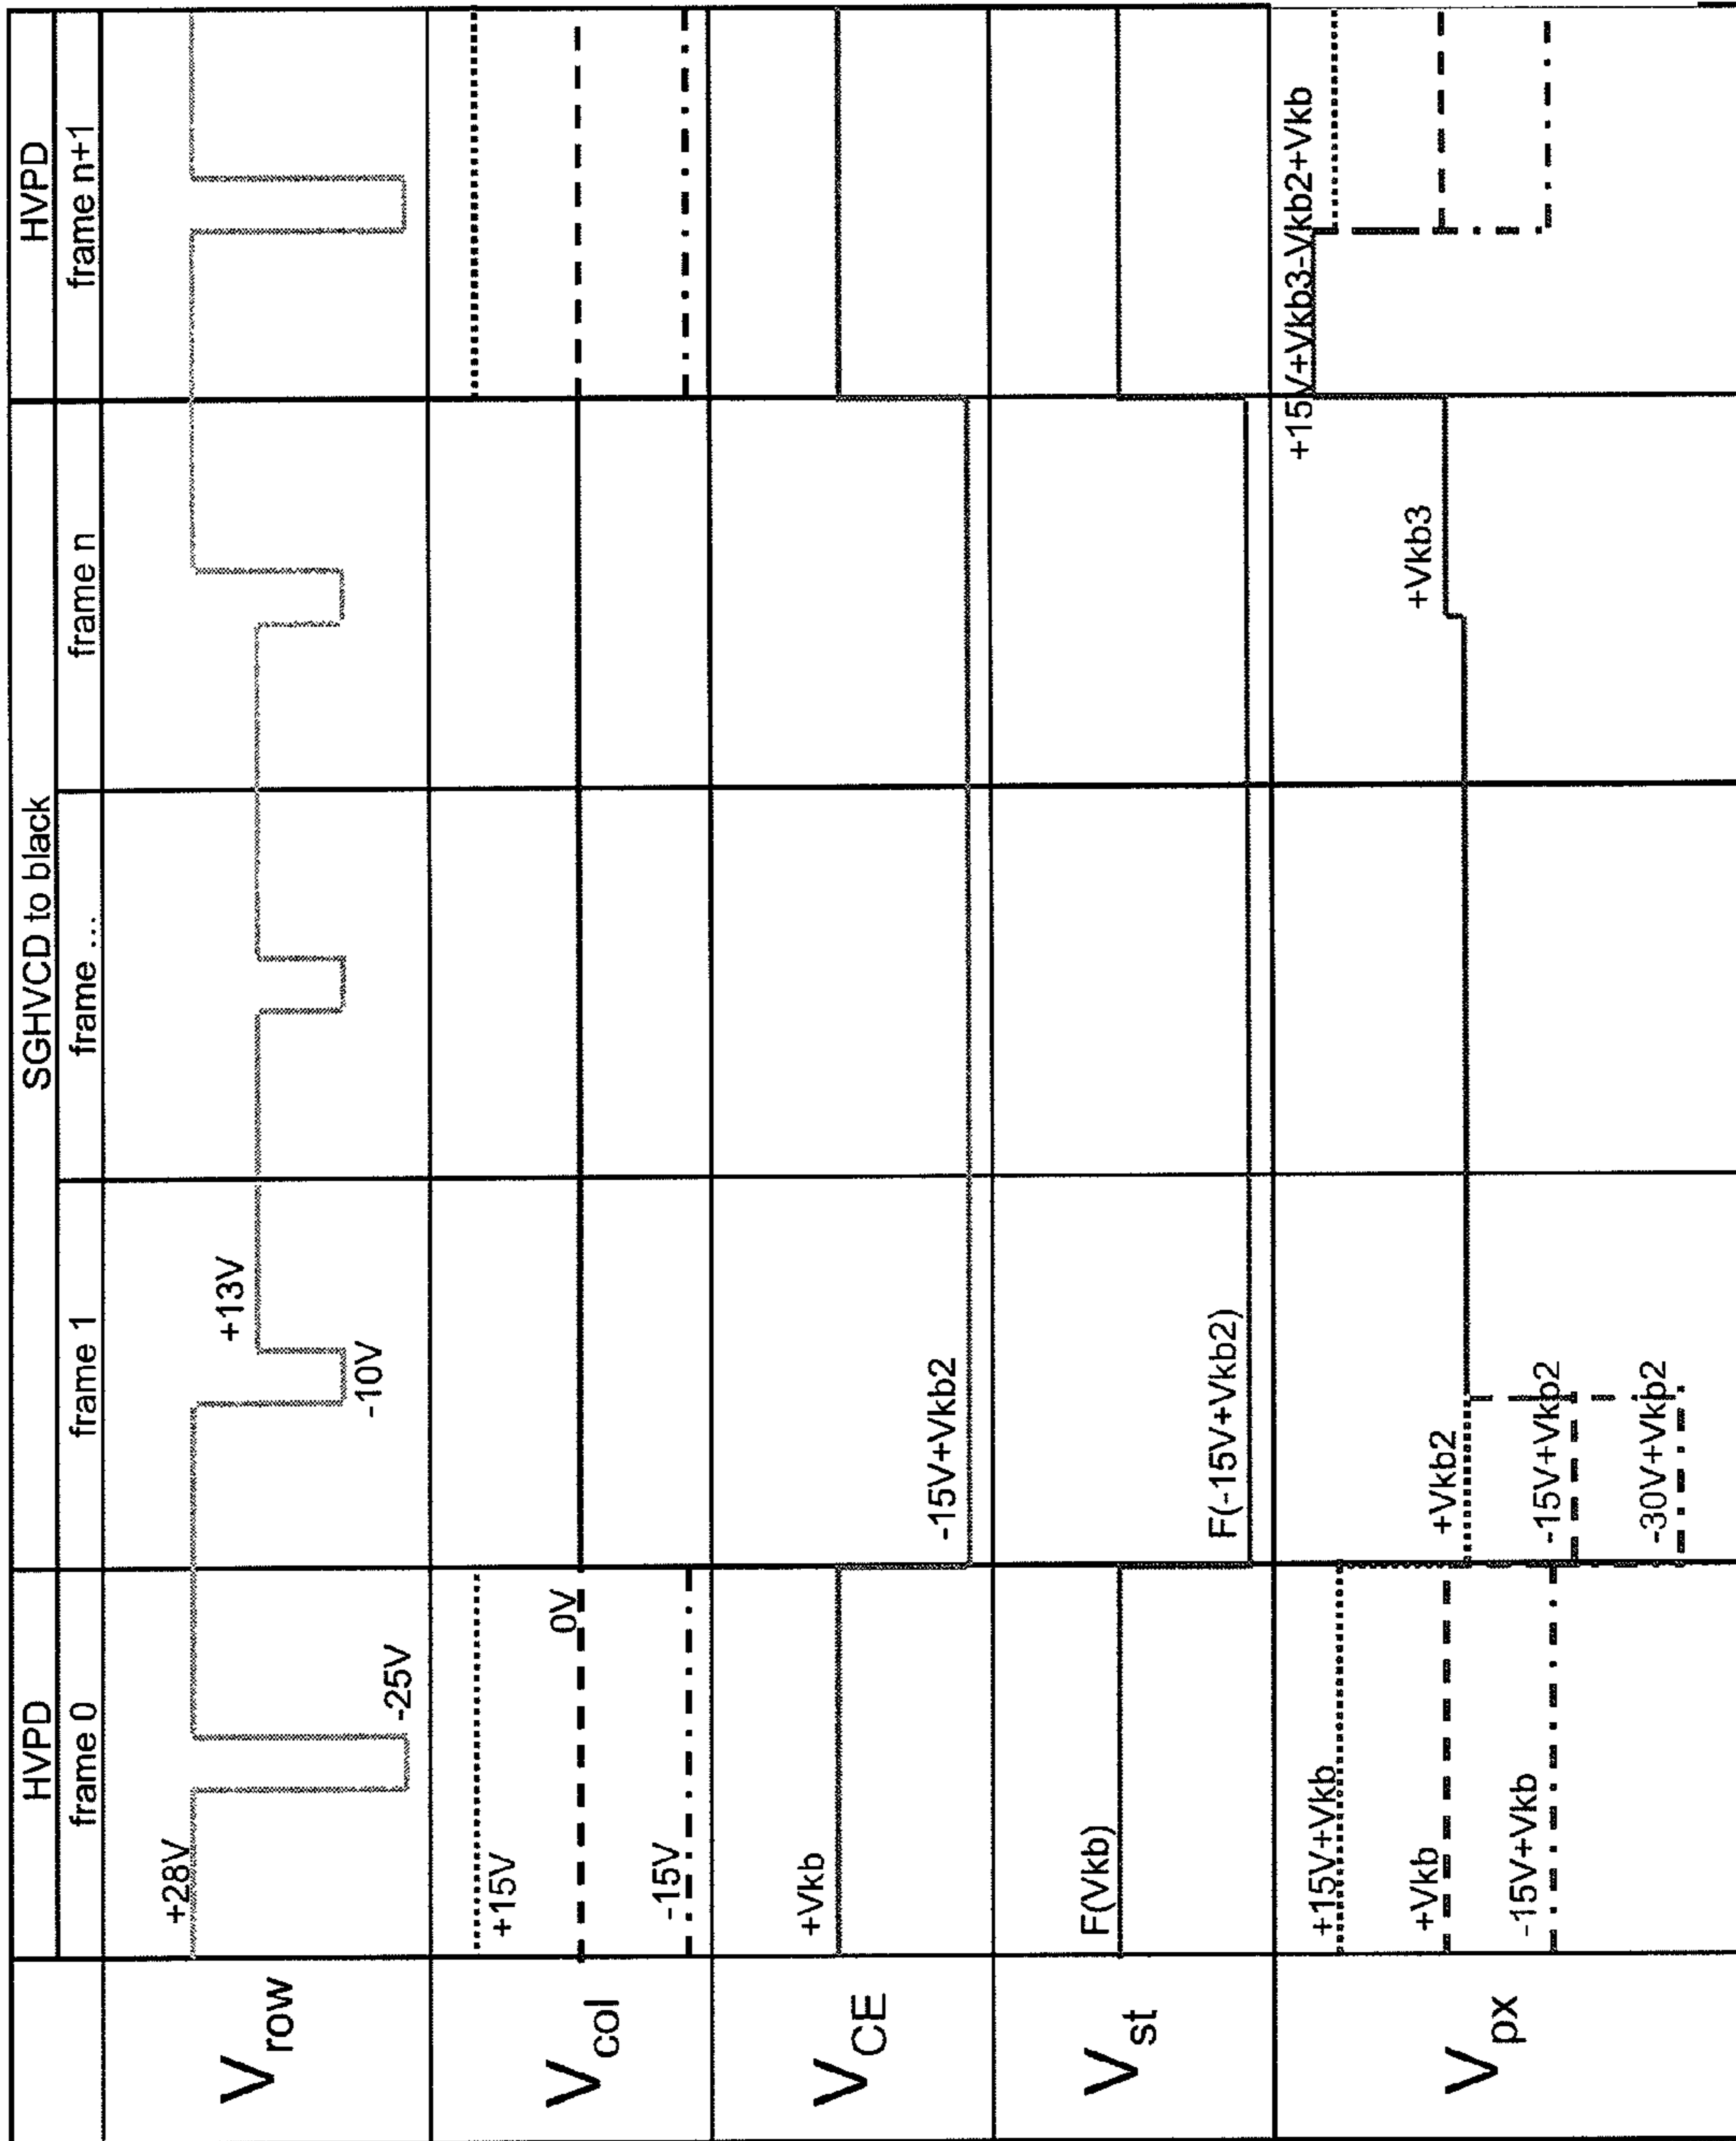 HVPD SGHVCD to black HVPD
frame 0 frame 1 frame ... frame n frame n+1
Vrow
+28V
-25V
-10V
+13V
Vcol
+15V
0V
-15V
VCE
+Vkb
-15V+Vkb2
Vst
F(Vkb)
F(-15V+Vkb2)
Vpx
+15V+Vkb
+Vkb
-15V+Vkb
+Vkb2
-15V+Vkb2
-30V+Vkb2
+Vkb3
+15V+Vkb3-Vkb2+Vkb